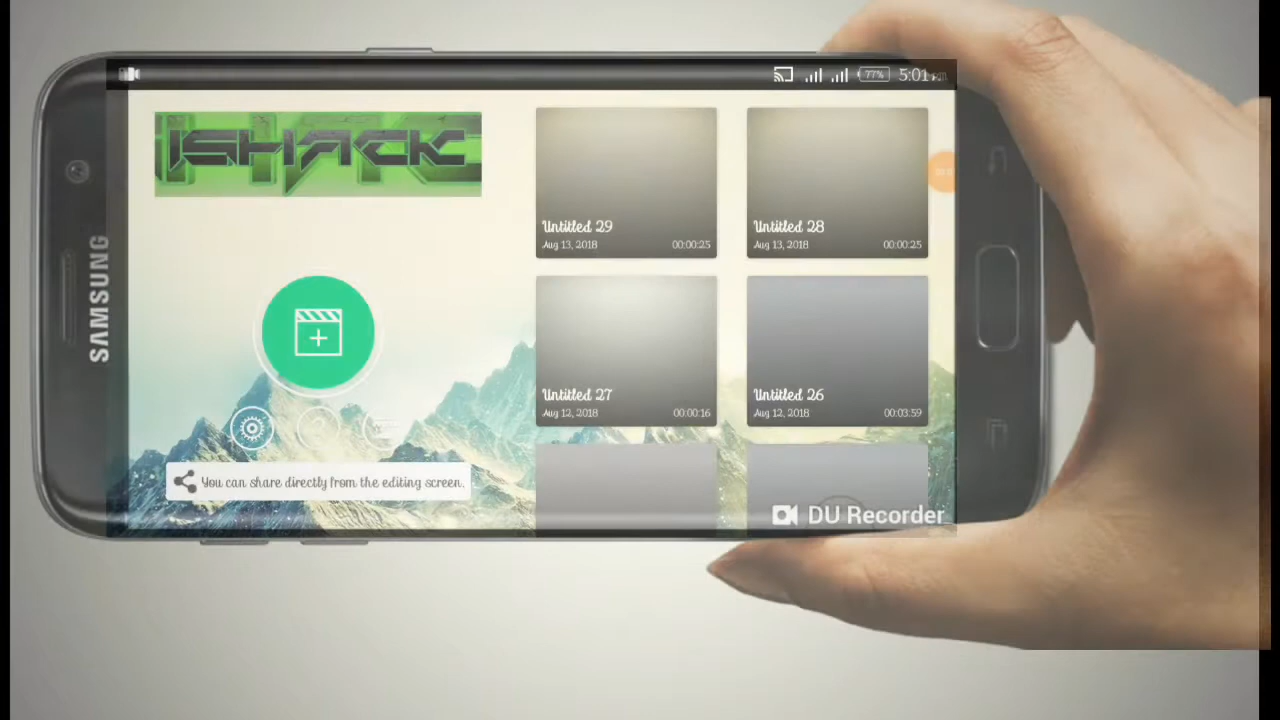 77%
5:01 PM
SAMSUNG
ISHACK
Untitled 29
Aug 13, 2018
00:00:25
Untitled 28
Aug 13, 2018
00:00:25
Untitled 27
Aug 12, 2018
00:00:16
Untitled 26
Aug 12, 2018
00:03:59
You can share directly from the editing screen.
DU Recorder